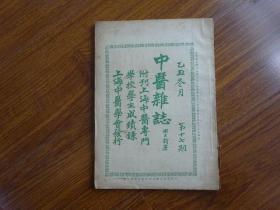 乙丑冬月
第十七期
中醫雜誌
附刊上海中醫專門
學校學生成績錄
上海中醫學會發行